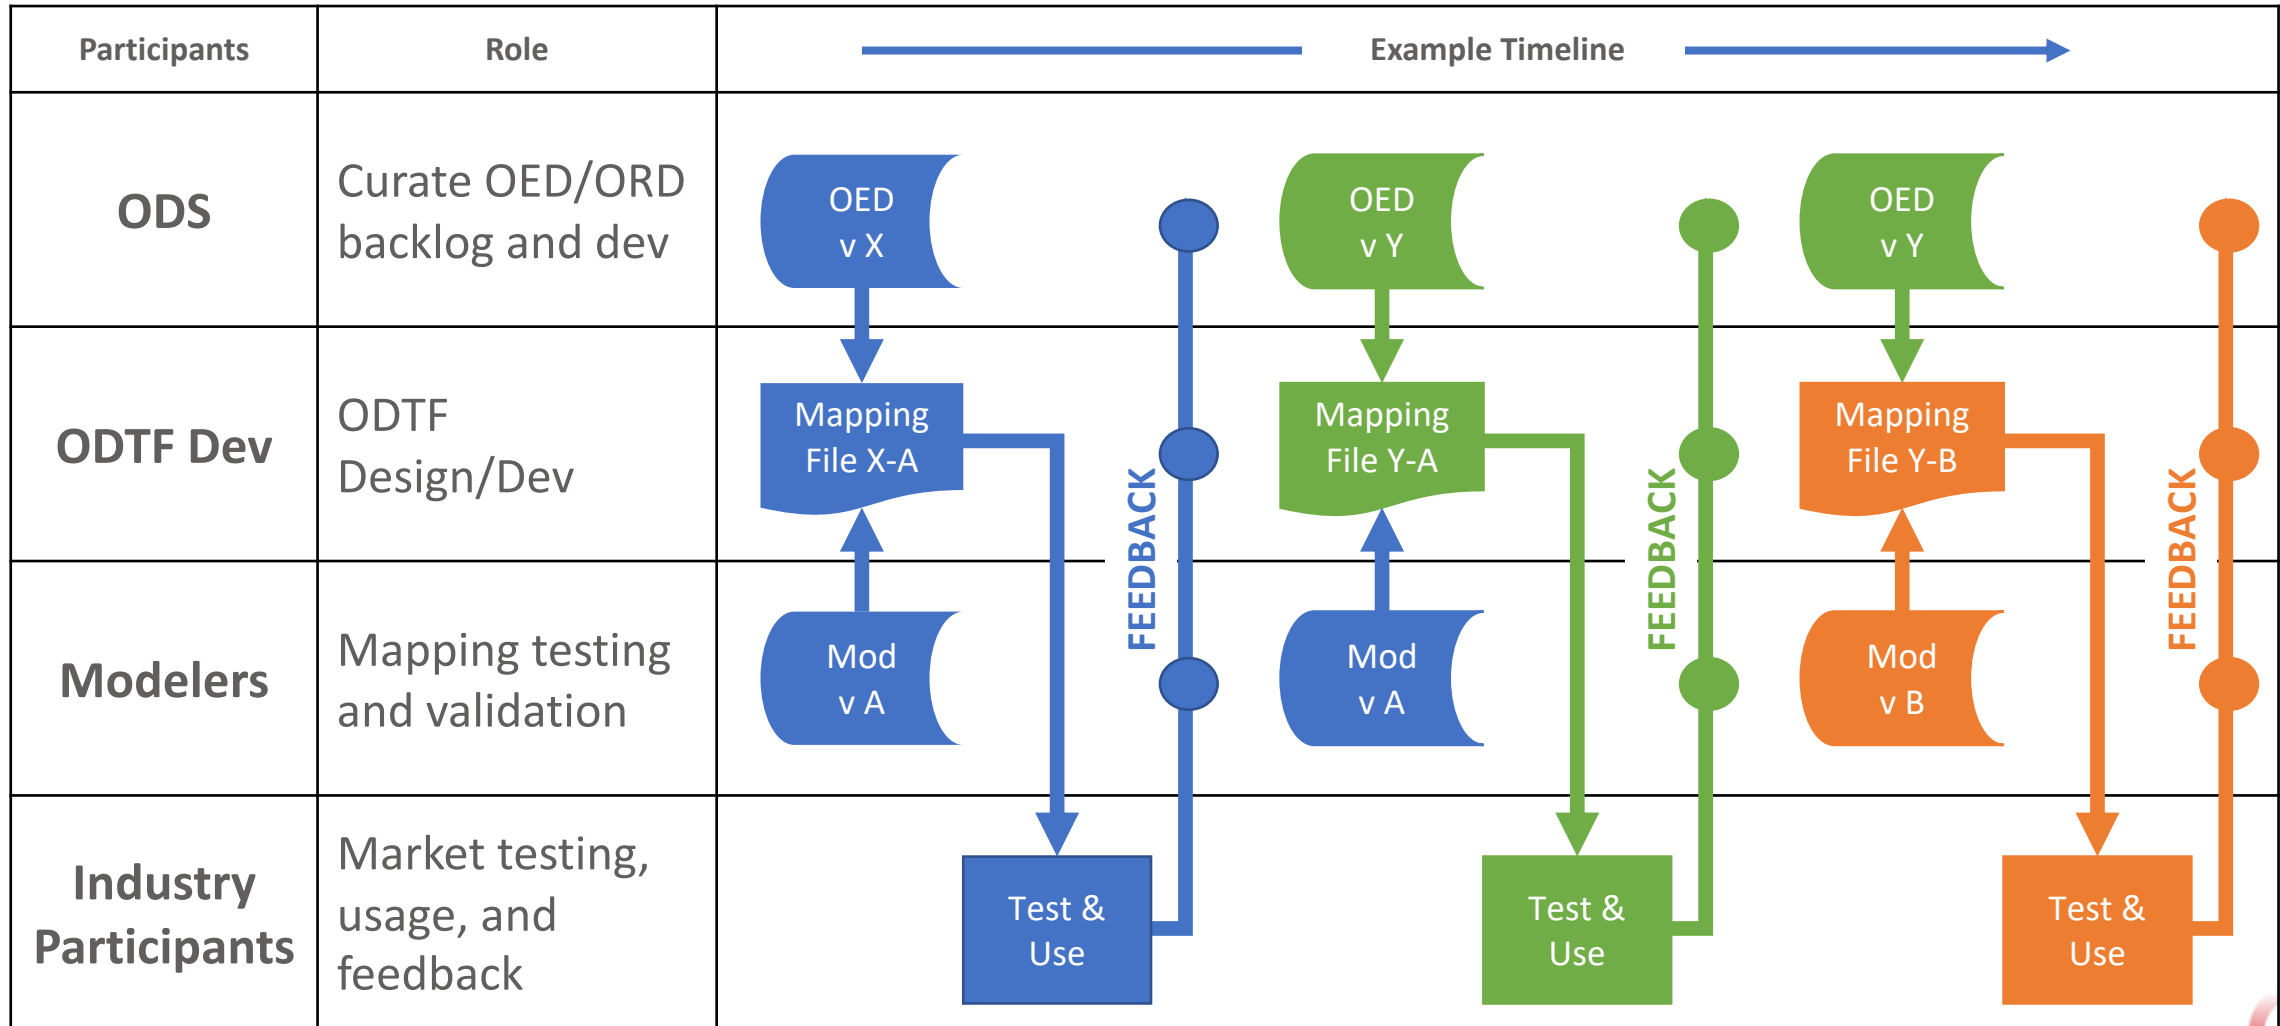 Participants
Role
Example Timeline
ODS
Curate OED/ORD
backlog and dev
OED
v X
OED
v Y
OED
v Y
ODTF Dev
ODTF
Design/Dev
Mapping
File X-A
Mapping
File Y-A
Mapping
File Y-B
FEEDBACK
FEEDBACK
FEEDBACK
Modelers
Mapping testing
and validation
Mod
v A
Mod
v A
Mod
v B
Industry
Participants
Market testing,
usage, and
feedback
Test &
Use
Test &
Use
Test &
Use